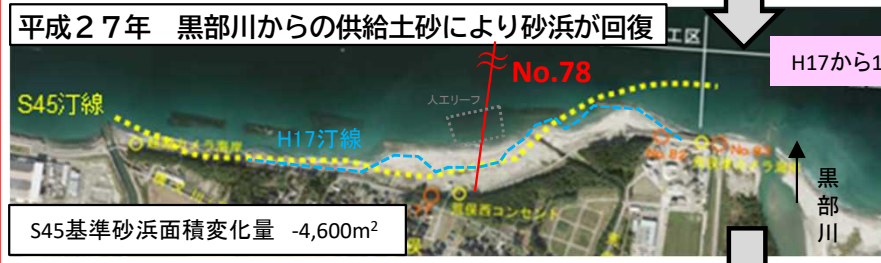 平成27年　黒部川からの供給土砂により砂浜が回復
工区
H17から1
No.78
S45汀線
人工リーフ
H17汀線
黒部川
S45基準砂浜面積変化量　-4,600m²